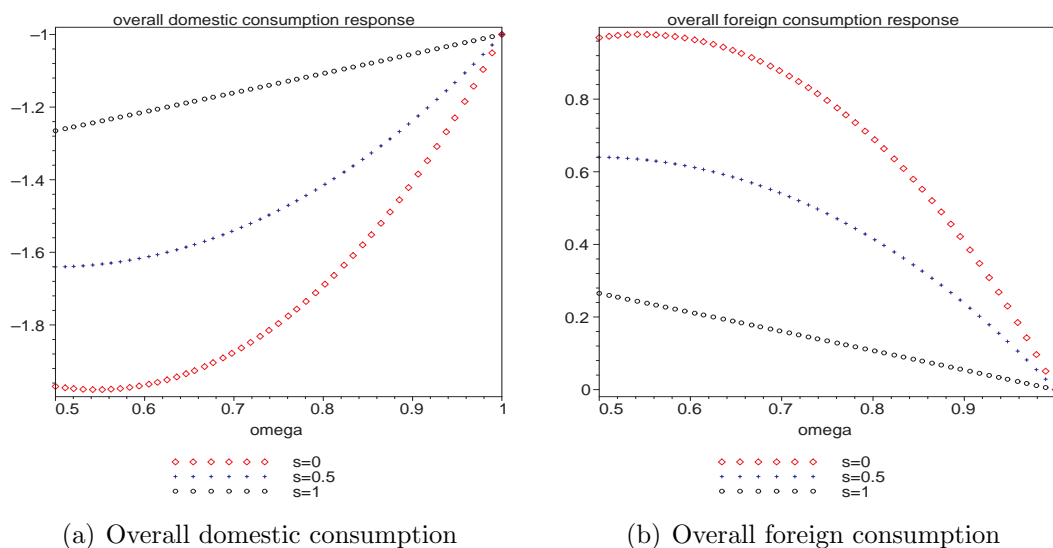 overall domestic consumption response
−1
−1.2
−1.4
−1.6
−1.8
0.5 0.6 0.7 0.8 0.9 1
omega
s=0
s=0.5
s=1
(a) Overall domestic consumption
overall foreign consumption response
0.8
0.6
0.4
0.2
0
0.5 0.6 0.7 0.8 0.9
omega
s=0
s=0.5
s=1
(b) Overall foreign consumption